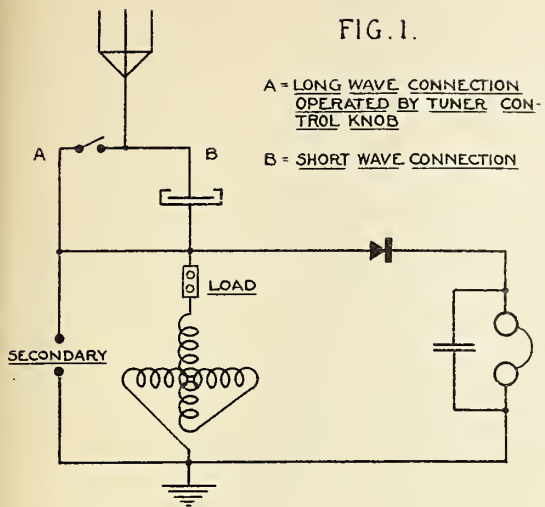 FIG. 1.
A = LONG WAVE CONNECTION
OPERATED BY TUNER CON-
TROL KNOB
B = SHORT WAVE CONNECTION
A
B
LOAD
SECONDARY